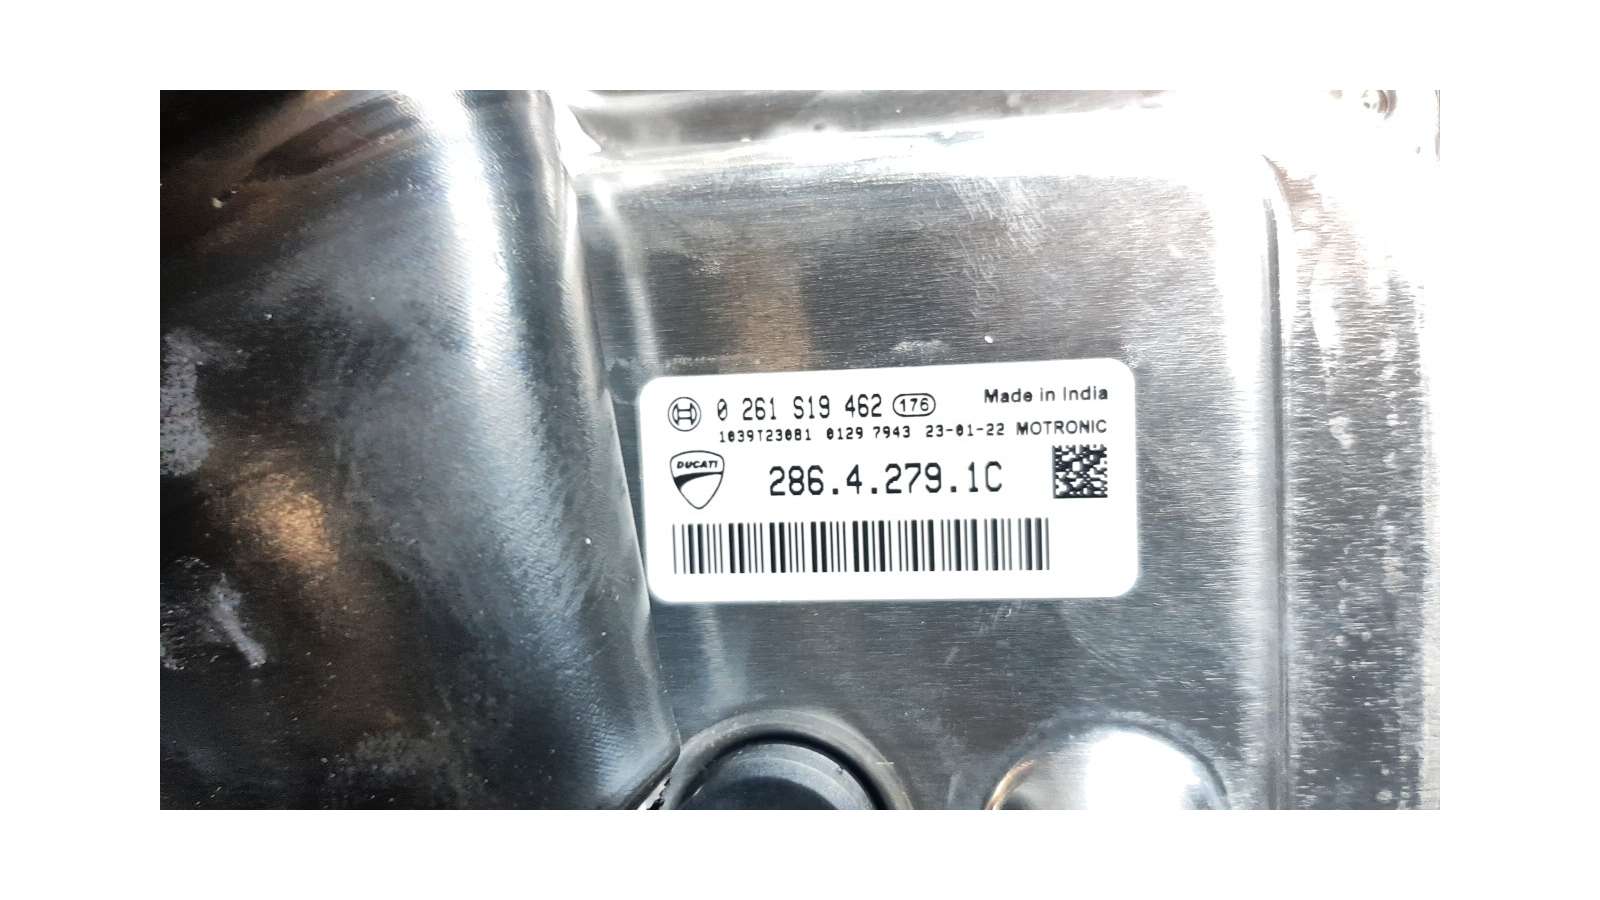 0 261 S19 462 176
Made in India
1039T23081 0129 7943 23-01-22 MOTRONIC
DUCATI
286.4.279.1C